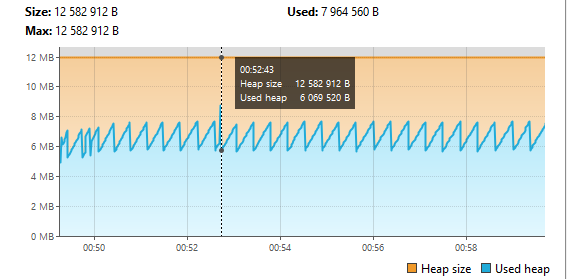 Size: 12 582 912 B Used: 7 964 560 B
Max: 12 582 912 B
12 MB
10 MB
8 MB
6 MB
4 MB
2 MB
0 MB
00:52:43
Heap size 12 582 912 B
Used heap 6 069 520 B
00:50 00:52 00:54 00:56 00:58
Heap size Used heap